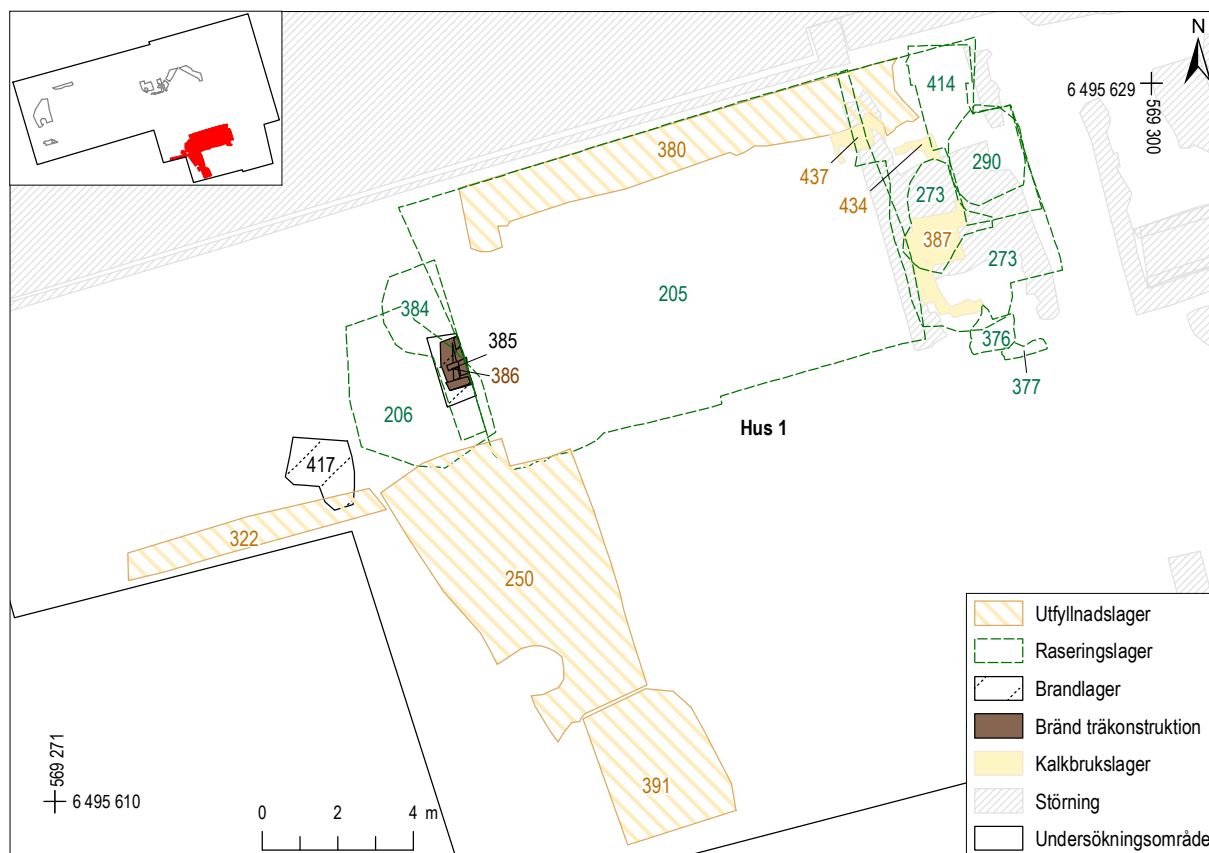 N
6 495 629
569 300
414
380
290
437
434
273
387
273
205
384
385
376
386
377
206
Hus 1
417
322
250
391
569 271
6 495 610
0 2 4 m
Utfyllnadslager
Raseringslager
Brandlager
Bränd träkonstruktion
Kalkbrukslager
Störning
Undersökningsområde